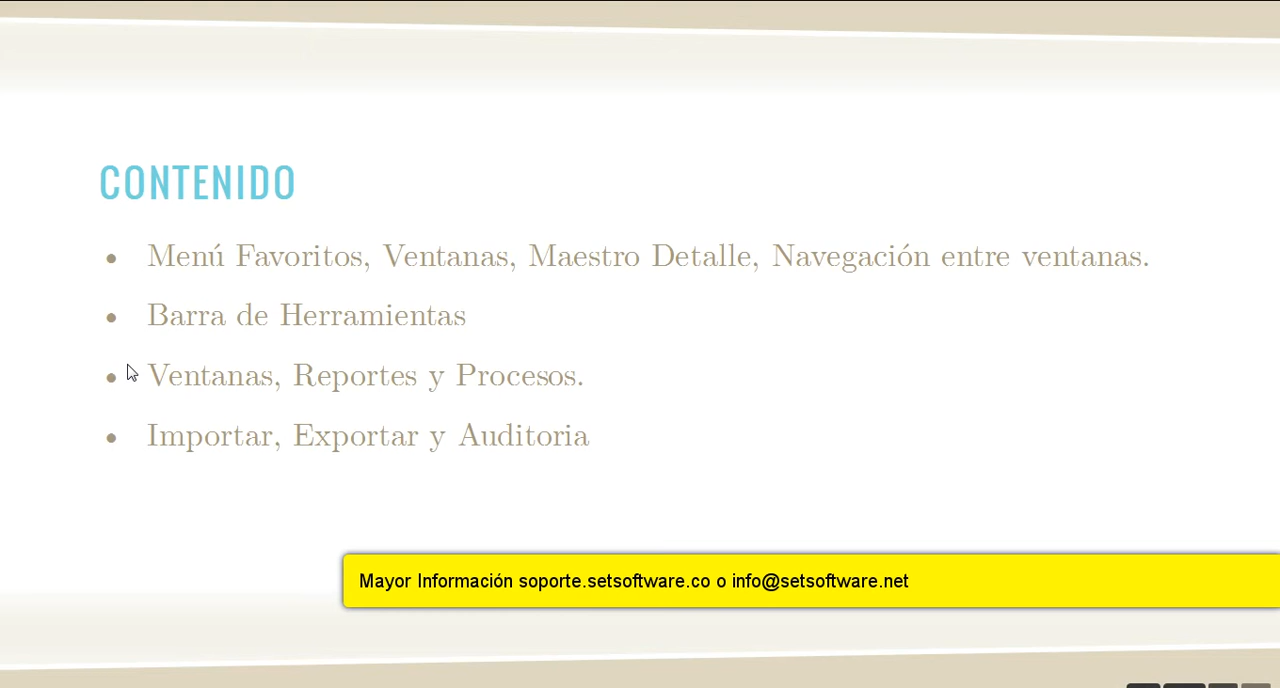 CONTENIDO
Menú Favoritos, Ventanas, Maestro Detalle, Navegación entre ventanas.
Barra de Herramientas
Ventanas, Reportes y Procesos.
Importar, Exportar y Auditoria
Mayor Información soporte.setsoftware.co o info@setsoftware.net